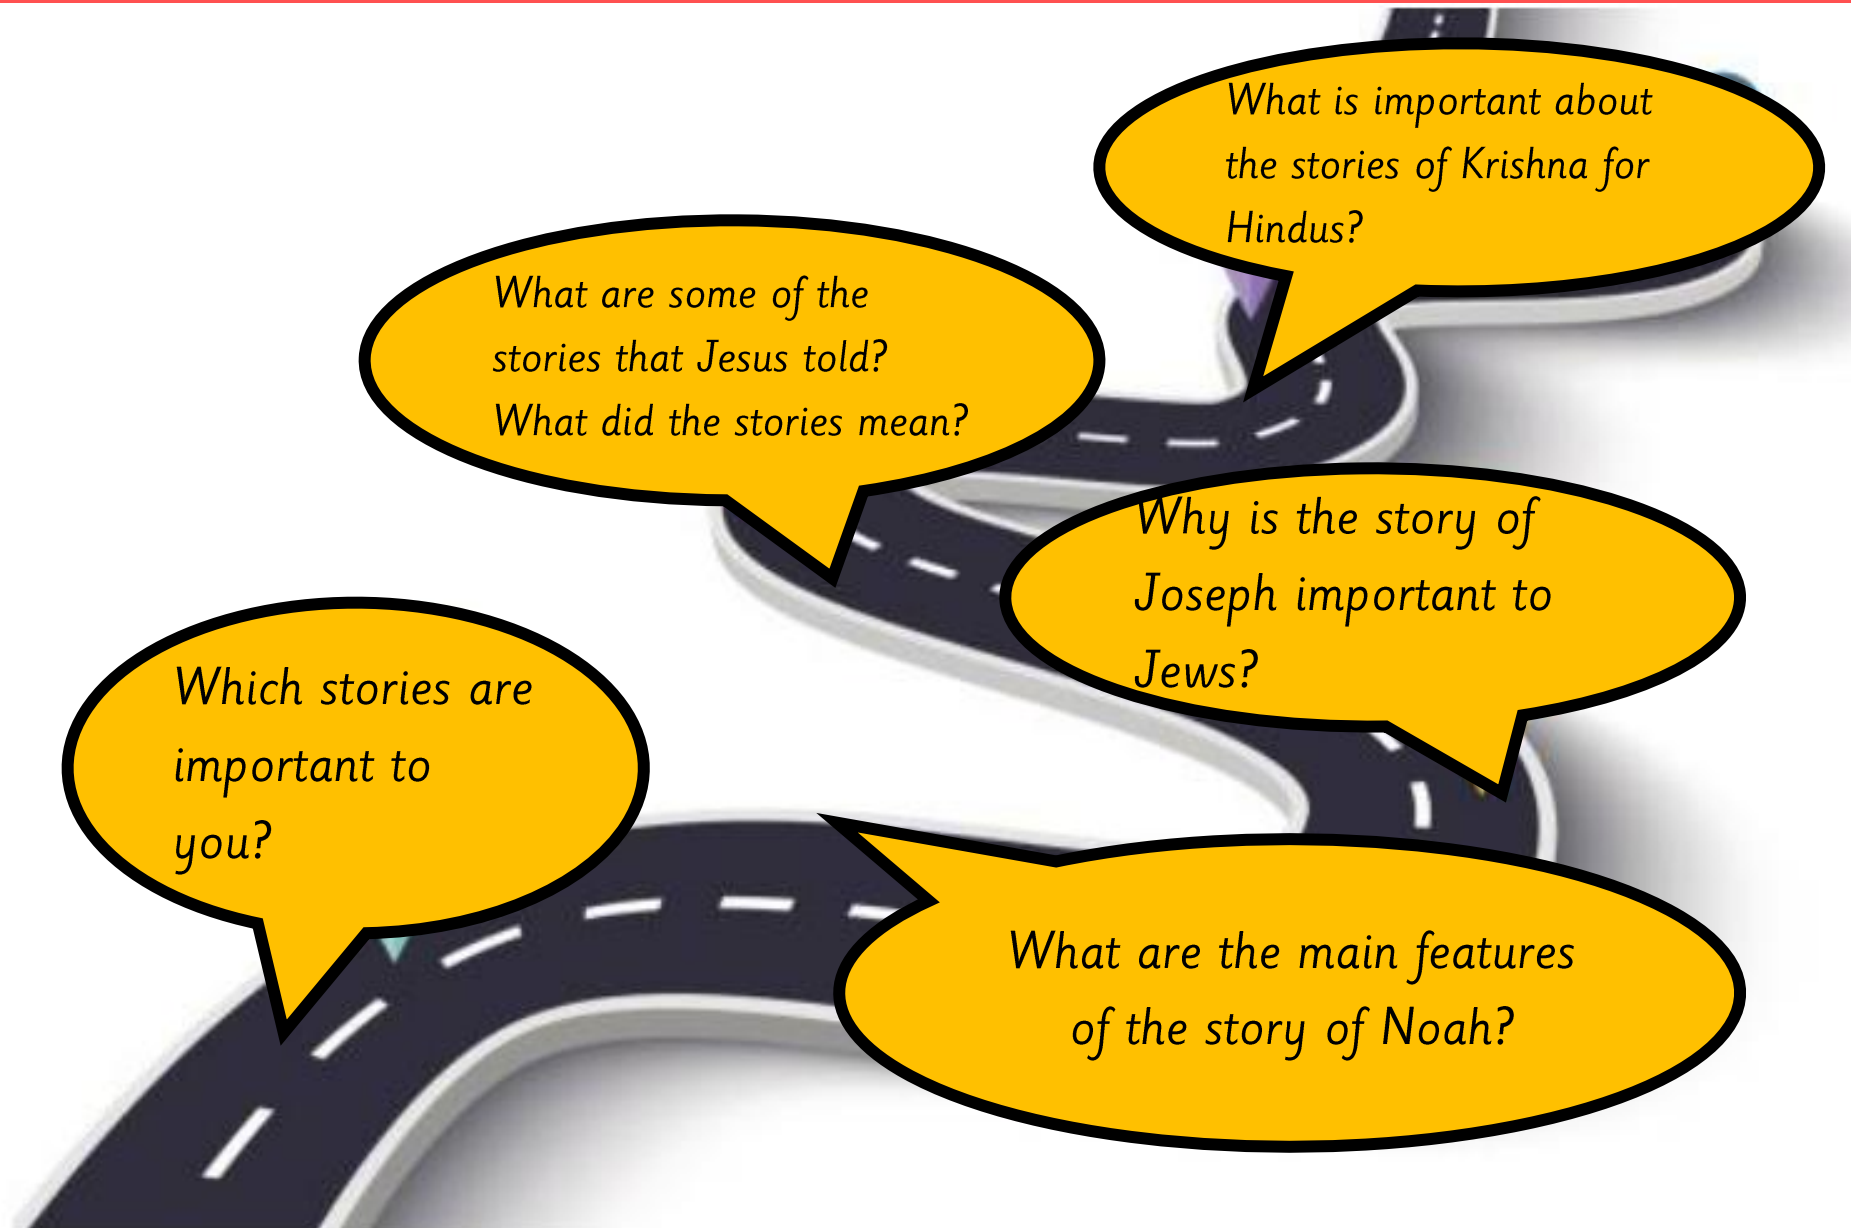 What is important about
the stories of Krishna for
Hindus?
What are some of the
stories that Jesus told?
What did the stories mean?
Why is the story of
Joseph important to
Jews?
Which stories are
important to
you?
What are the main features
of the story of Noah?